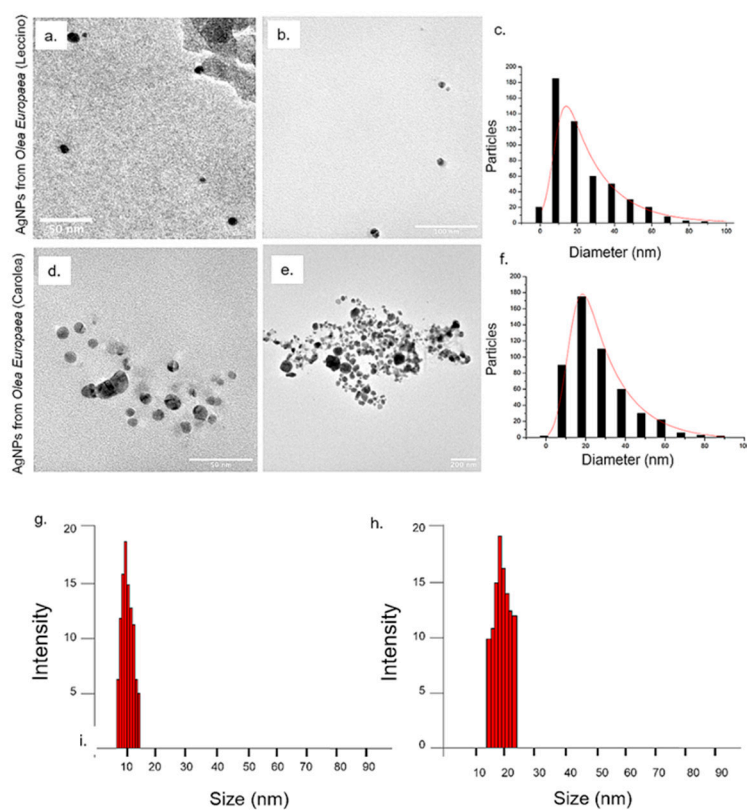 AgNPs from Olea Europaea (Leccino)
a.
50 nm
b.
100 nm
c.
Particles
200
180
160
140
120
100
80
60
40
20
0
0 20 40 60 80 100
Diameter (nm)
AgNPs from Olea Europaea (Carolea)
d.
50 nm
e.
200 nm
f.
Particles
200
180
160
140
120
100
80
60
40
20
0
0 20 40 60 80 100
Diameter (nm)
g.
Intensity
20
15
10
5
i.
10 20 30 40 50 60 70 80 90
Size (nm)
h.
Intensity
20
15
10
5
0
10 20 30 40 50 60 70 80 90
Size (nm)